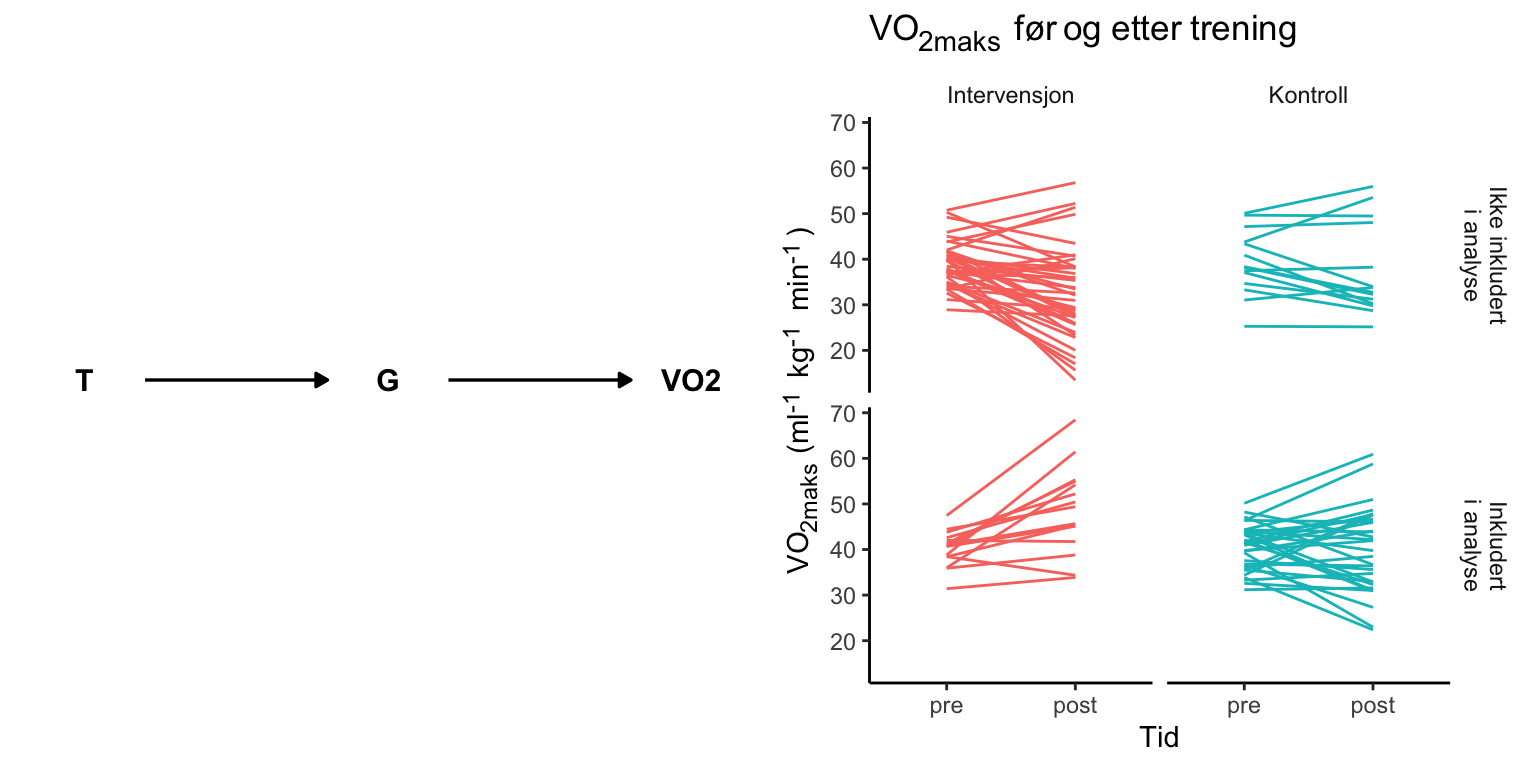 T
G
VO2
VO2maks før og etter trening
Intervensjon
Kontroll
70
60
50
40
30
20
Ikke inkludert
i analyse
70
60
50
40
30
20
Inkludert
i analyse
VO2maks (ml-1 kg-1 min-1 )
pre
post
pre
post
Tid